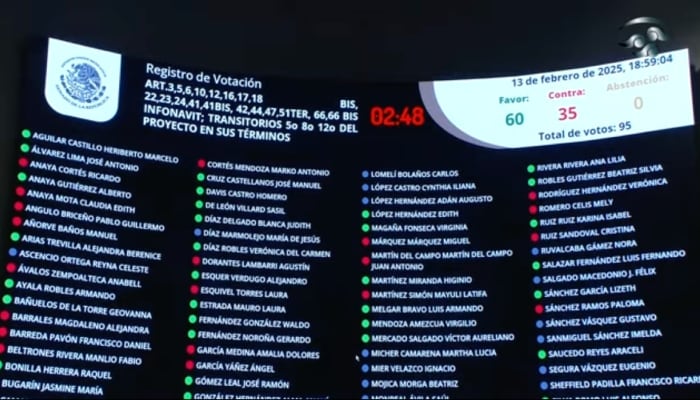 Registro de Votación
ART.3,5,6,10,12,16,17,18 BIS,
22,23,24,41,41BIS, 42,44,47,51TER, 66,66 BIS
INFONAVIT; TRANSITORIOS 5o 8o 12o DEL
PROYECTO EN SUS TÉRMINOS
02:48
13 de febrero de 2025, 18:59:04
Favor: Contra: Abstención:
60 35 0
Total de votos: 95
AGUILAR CASTILLO HERIBERTO MARCELO
ÁLVAREZ LIMA JOSÉ ANTONIO
ANAYA CORTÉS RICARDO
ANAYA GUTIÉRREZ ALBERTO
ANAYA MOTA CLAUDIA EDITH
ANGULO BRICEÑO PABLO GUILLERMO
AÑORVE BAÑOS MANUEL
ARIAS TREVILLA ALEJANDRA BERENICE
ASCENCIO ORTEGA REYNA CELESTE
ÁVALOS ZEMPOALTECA ANABELL
AYALA ROBLES ARMANDO
BAÑUELOS DE LA TORRE GEOVANNA
BARRALES MAGDALENO ALEJANDRA
BARREDA PAVÓN FRANCISCO DANIEL
BELTRONES RIVERA MANLIO FABIO
BONILLA HERRERA RAQUEL
BUGARÍN JASMINE MARÍA
CORTÉS MENDOZA MARKO ANTONIO
CRUZ CASTELLANOS JOSÉ MANUEL
DAVIS CASTRO HOMERO
DE LEÓN VILLARD SASIL
DÍAZ DELGADO BLANCA JUDITH
DÍAZ MARMOLEJO MARÍA DE JESÚS
DÍAZ ROBLES VERÓNICA DEL CARMEN
DORANTES LAMBARRI AGUSTÍN
ESQUER VERDUGO ALEJANDRO
ESQUIVEL TORRES LAURA
ESTRADA MAURO LAURA
FERNÁNDEZ GONZÁLEZ WALDO
FERNÁNDEZ NOROÑA GERARDO
GARCÍA MEDINA AMALIA DOLORES
GARCÍA YÁÑEZ ÁNGEL
GÓMEZ LEAL JOSÉ RAMÓN
LOMELÍ BOLAÑOS CARLOS
LÓPEZ CASTRO CYNTHIA ILIANA
LÓPEZ HERNÁNDEZ ADÁN AUGUSTO
LÓPEZ HERNÁNDEZ EDITH
MAGAÑA FONSECA VIRGINIA
MÁRQUEZ MÁRQUEZ MIGUEL
MARTÍN DEL CAMPO MARTÍN DEL CAMPO
JUAN ANTONIO
MARTÍNEZ MIRANDA HIGINIO
MARTÍNEZ SIMÓN MAYULI LATIFA
MELGAR BRAVO LUIS ARMANDO
MENDOZA AMEZCUA VIRGILIO
MERCADO SALGADO VÍCTOR AURELIANO
MICHER CAMARENA MARTHA LUCIA
MIER VELAZCO IGNACIO
MOJICA MORGA BEATRIZ
RIVERA RIVERA ANA LILIA
ROBLES GUTIÉRREZ BEATRIZ SILVIA
RODRÍGUEZ HERNÁNDEZ VERÓNICA
ROMERO CELIS MELY
RUIZ RUIZ KARINA ISABEL
RUIZ SANDOVAL CRISTINA
RUVALCABA GÁMEZ NORA
SALAZAR FERNÁNDEZ LUIS FERNANDO
SALGADO MACEDONIO J. FÉLIX
SÁNCHEZ GARCÍA LIZETH
SÁNCHEZ RAMOS PALOMA
SÁNCHEZ VÁSQUEZ GUSTAVO
SANMIGUEL SÁNCHEZ IMELDA
SAUCEDO REYES ARACELI
SEGURA VÁZQUEZ EUGENIO
SHEFFIELD PADILLA FRANCISCO RICARDO